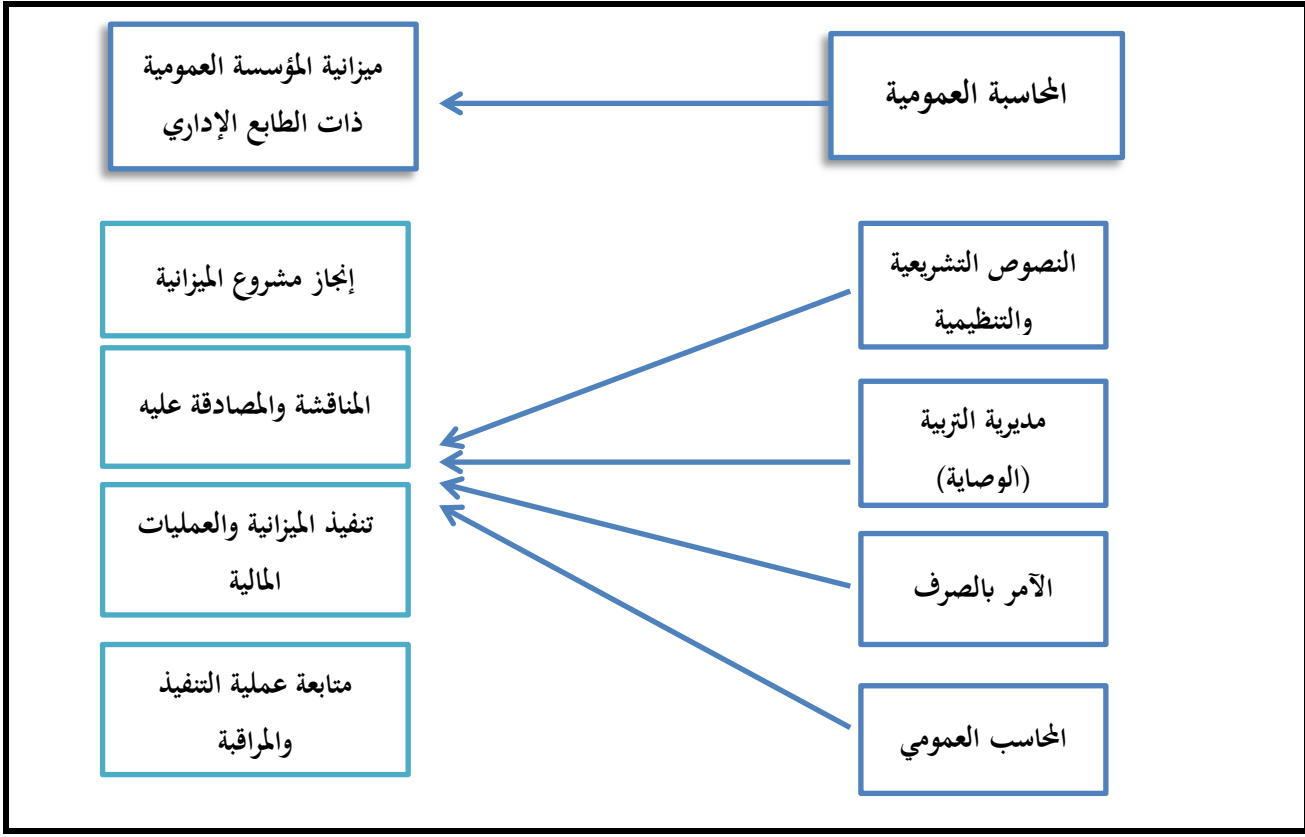 المحاسبة العمومية
ميزانية المؤسسة العمومية
ذات الطابع الإداري
النصوص التشريعية
والتنظيمية
مديرية التربية
(الوصاية)
الآمر بالصرف
المحاسب العمومي
إنجاز مشروع الميزانية
المناقشة والمصادقة عليه
تنفيذ الميزانية والعمليات
المالية
متابعة عملية التنفيذ
والمراقبة